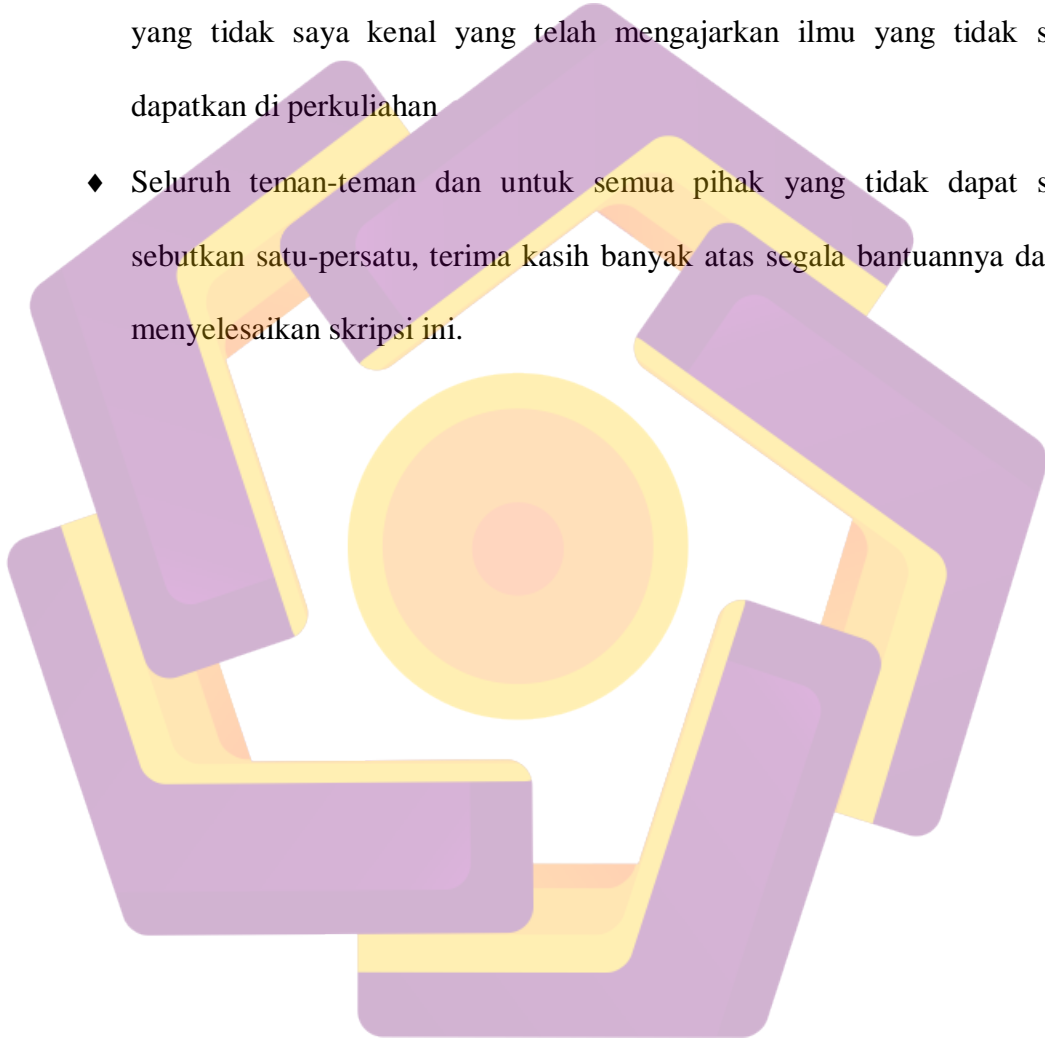 yang tidak saya kenal yang telah mengajarkan ilmu yang tidak s
dapatkan di perkuliahan
♦ Seluruh teman-teman dan untuk semua pihak yang tidak dapat s
sebutkan satu-persatu, terima kasih banyak atas segala bantuannya da
menyelesaikan skripsi ini.